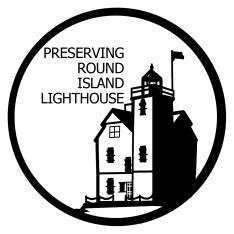 PRESERVING
ROUND
ISLAND
LIGHTHOUSE